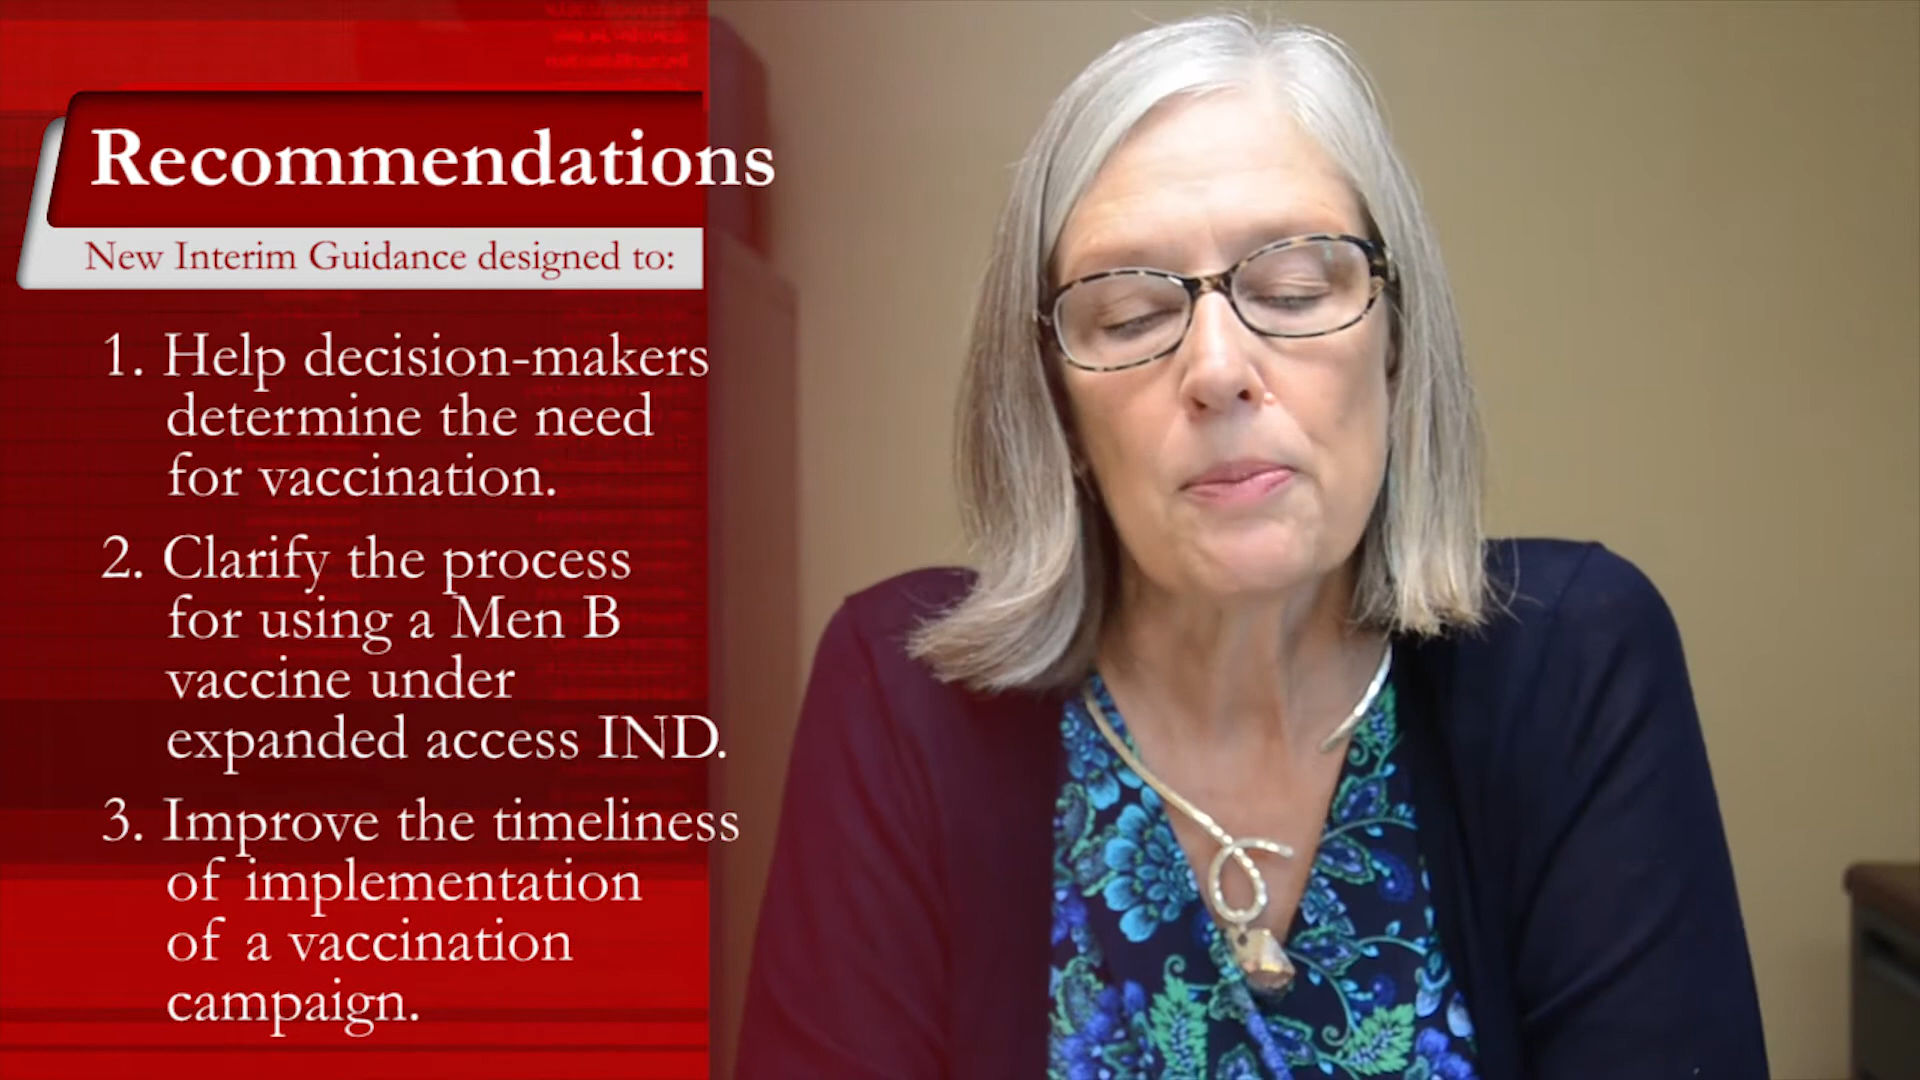 Recommendations
New Interim Guidance designed to:
1. Help decision-makers
determine the need
for vaccination.
2. Clarify the process
for using a Men B
vaccine under
expanded access IND.
3. Improve the timeliness
of implementation
of a vaccination
campaign.